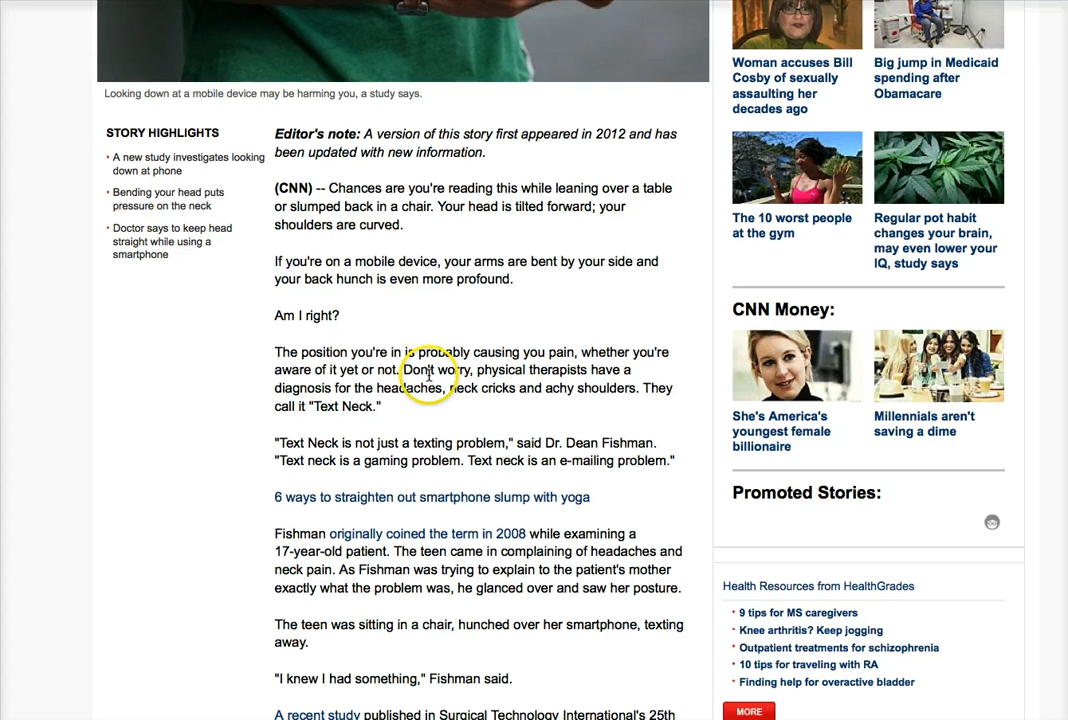 Looking down at a mobile device may be harming you, a study says.
STORY HIGHLIGHTS
A new study investigates looking
down at phone
Bending your head puts
pressure on the neck
Doctor says to keep head
straight while using a
smartphone
Editor's note: A version of this story first appeared in 2012 and has
been updated with new information.
(CNN) -- Chances are you're reading this while leaning over a table
or slumped back in a chair. Your head is tilted forward; your
shoulders are curved.
If you're on a mobile device, your arms are bent by your side and
your back hunch is even more profound.
Am I right?
The position you're in is probably causing you pain, whether you're
aware of it yet or not. Don't worry, physical therapists have a
diagnosis for the headaches, neck cricks and achy shoulders. They
call it "Text Neck."
"Text Neck is not just a texting problem," said Dr. Dean Fishman.
"Text neck is a gaming problem. Text neck is an e-mailing problem."
6 ways to straighten out smartphone slump with yoga
Fishman originally coined the term in 2008 while examining a
17-year-old patient. The teen came in complaining of headaches and
neck pain. As Fishman was trying to explain to the patient's mother
exactly what the problem was, he glanced over and saw her posture.
The teen was sitting in a chair, hunched over her smartphone, texting
away.
"I knew I had something," Fishman said.
A recent study published in Surgical Technology International's 25th
Woman accuses Bill
Cosby of sexually
assaulting her
decades ago
Big jump in Medicaid
spending after
Obamacare
The 10 worst people
at the gym
Regular pot habit
changes your brain,
may even lower your
IQ, study says
CNN Money:
She's America's
youngest female
billionaire
Millennials aren't
saving a dime
Promoted Stories:
Health Resources from HealthGrades
9 tips for MS caregivers
Knee arthritis? Keep jogging
Outpatient treatments for schizophrenia
10 tips for traveling with RA
Finding help for overactive bladder
MORE